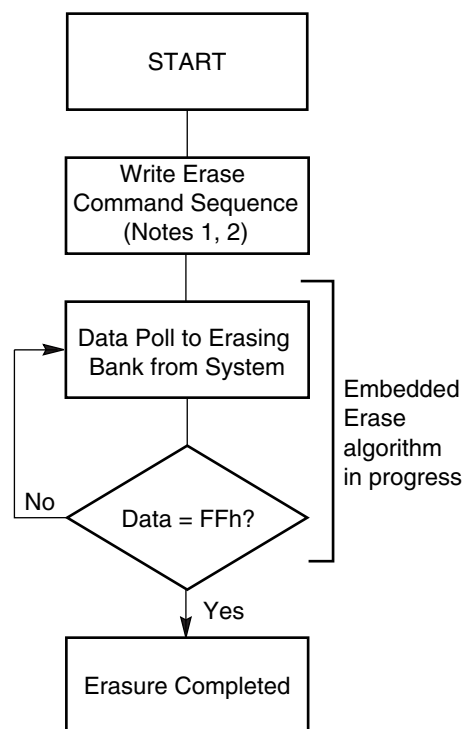 START
Write Erase
Command Sequence
(Notes 1, 2)
Data Poll to Erasing
Bank from System
Embedded
Erase
algorithm
in progress
No
Data = FFh?
Yes
Erasure Completed